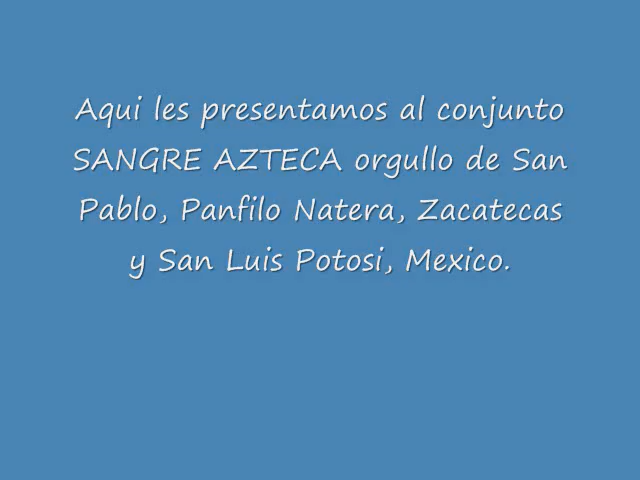 Aqui les presentamos al conjunto
SANGRE AZTECA orgullo de San
Pablo, Panfilo Natera, Zacatecas
y San Luis Potosi, Mexico.